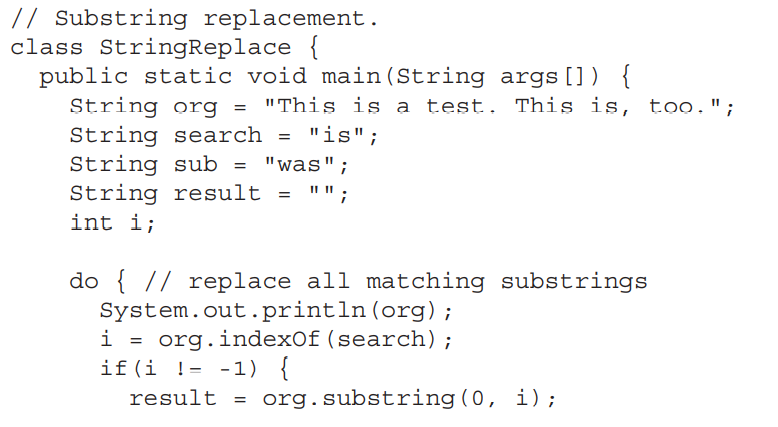 // Substring replacement.
class StringReplace {
  public static void main(String args[]) {
    String org = "This is a test. This is, too.";
    String search = "is";
    String sub = "was";
    String result = "";
    int i;

    do { // replace all matching substrings
      System.out.println(org);
      i = org.indexOf(search);
      if(i != -1) {
        result = org.substring(0, i);